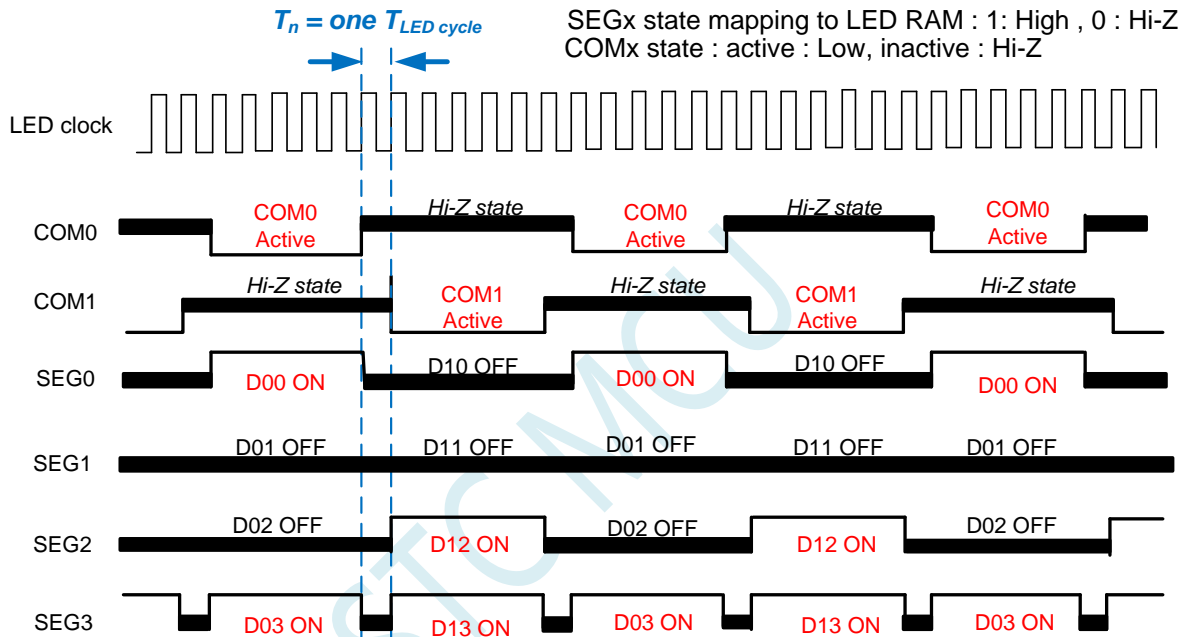 Tn = one TLED cycle
SEGx state mapping to LED RAM : 1: High , 0 : Hi-Z
COMx state : active : Low, inactive : Hi-Z
LED clock
COM0
COM0
Active
Hi-Z state
COM0
Active
Hi-Z state
COM0
Active
COM1
Hi-Z state
COM1
Active
Hi-Z state
COM1
Active
Hi-Z state
SEG0
D00 ON
D10 OFF
D00 ON
D10 OFF
D00 ON
SEG1
D01 OFF
D11 OFF
D01 OFF
D11 OFF
D01 OFF
SEG2
D02 OFF
D12 ON
D02 OFF
D12 ON
D02 OFF
SEG3
D03 ON
D13 ON
D03 ON
D13 ON
D03 ON
STC MCU